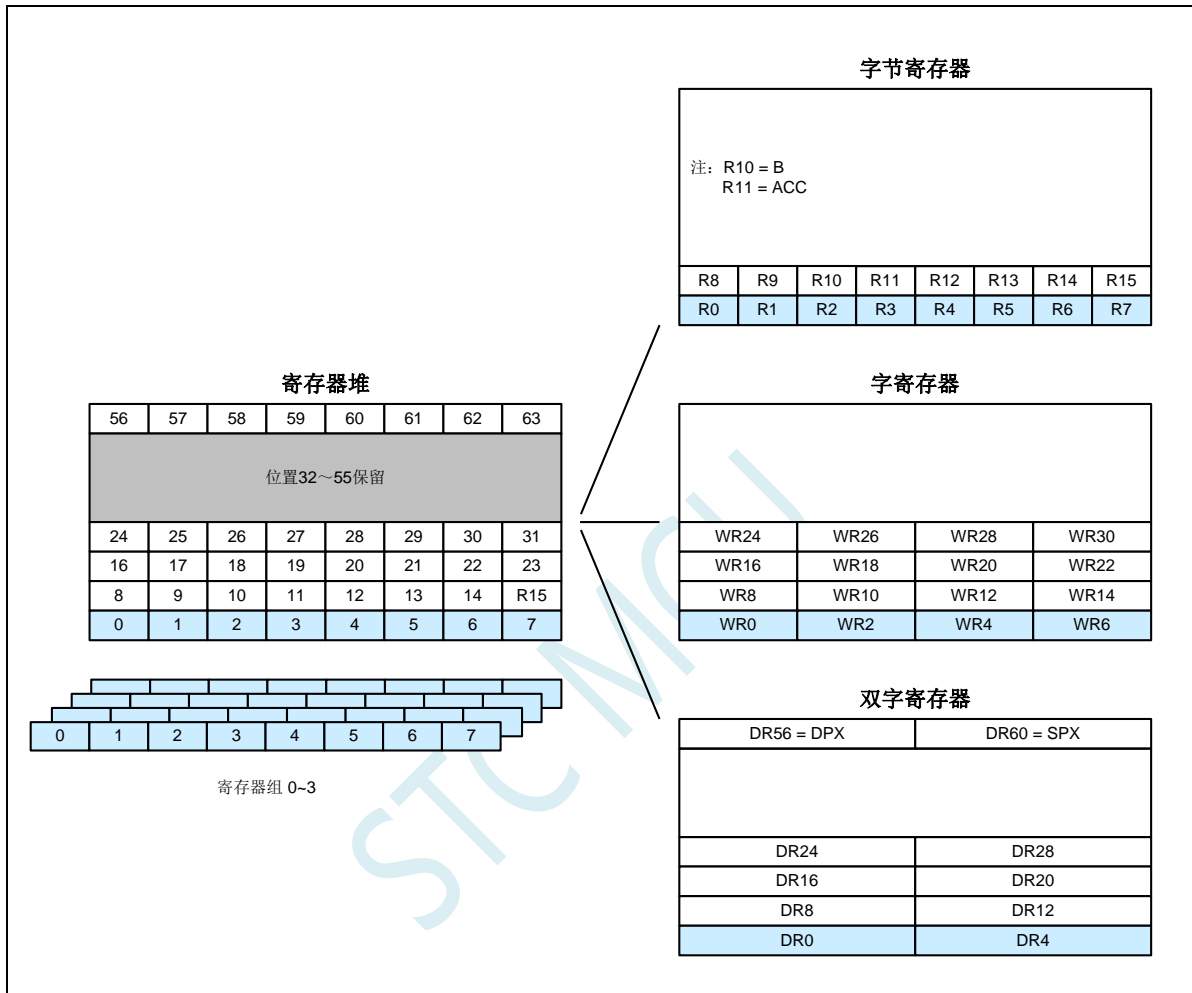 字节寄存器
注：R10 = B
R11 = ACC
R8 R9 R10 R11 R12 R13 R14 R15
R0 R1 R2 R3 R4 R5 R6 R7
寄存器堆
56 57 58 59 60 61 62 63
位置32～55保留
24 25 26 27 28 29 30 31
16 17 18 19 20 21 22 23
8 9 10 11 12 13 14 R15
0 1 2 3 4 5 6 7
0 1 2 3 4 5 6 7
寄存器组 0~3
字寄存器
WR24 WR26 WR28 WR30
WR16 WR18 WR20 WR22
WR8 WR10 WR12 WR14
WR0 WR2 WR4 WR6
双字寄存器
DR56 = DPX DR60 = SPX
DR24 DR28
DR16 DR20
DR8 DR12
DR0 DR4
STC MCU